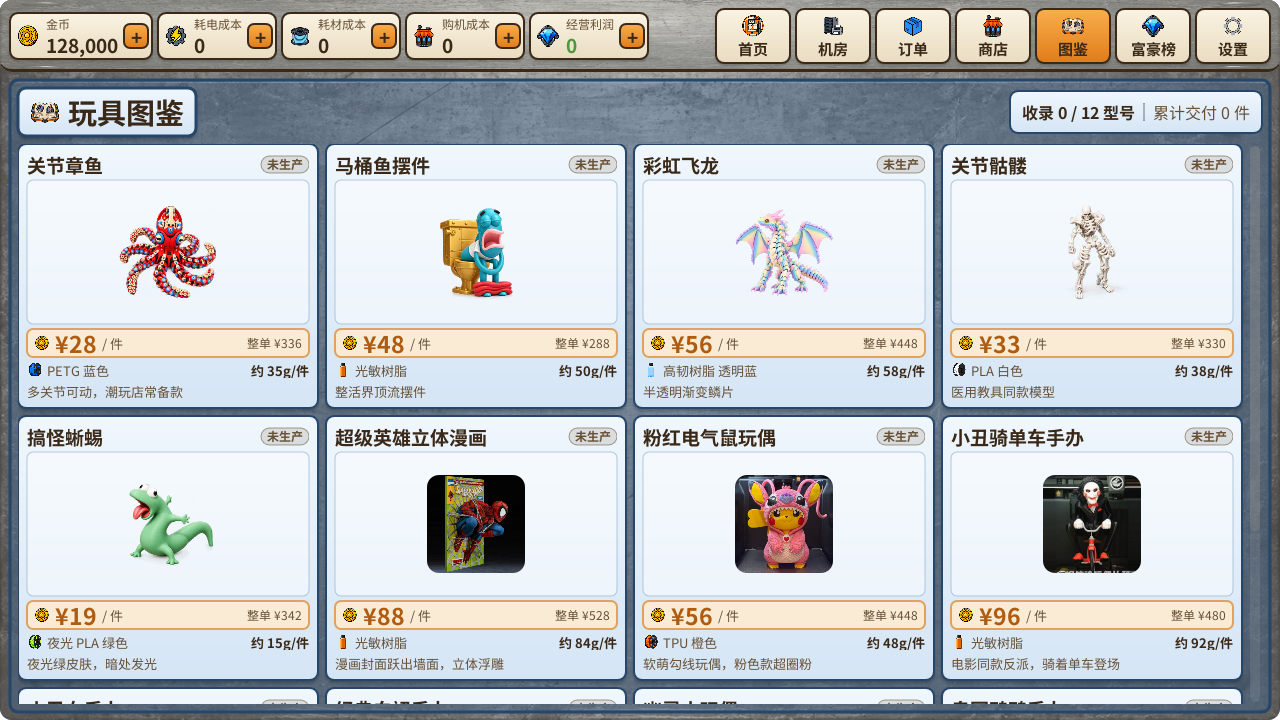 金币
128,000 +
耗电成本
0 +
耗材成本
0 +
购机成本
0 +
经营利润
0 +
首页
机房
订单
商店
图鉴
富豪榜
设置
玩具图鉴
收录 0 / 12 型号 | 累计交付 0 件
关节章鱼 未生产
¥28 / 件 整单 ¥336
PETG 蓝色 约 35g/件
多关节可动，潮玩店常备款
马桶鱼摆件 未生产
¥48 / 件 整单 ¥288
光敏树脂 约 50g/件
整活界顶流摆件
彩虹飞龙 未生产
¥56 / 件 整单 ¥448
高韧树脂 透明蓝 约 58g/件
半透明渐变鳞片
关节骷髅 未生产
¥33 / 件 整单 ¥330
PLA 白色 约 38g/件
医用教具同款模型
搞怪蜥蜴 未生产
¥19 / 件 整单 ¥342
夜光 PLA 绿色 约 15g/件
夜光绿皮肤，暗处发光
超级英雄立体漫画 未生产
¥88 / 件 整单 ¥528
光敏树脂 约 84g/件
漫画封面跃出墙面，立体浮雕
粉红电气鼠玩偶 未生产
¥56 / 件 整单 ¥448
TPU 橙色 约 48g/件
软萌勾线玩偶，粉色款超圈粉
小丑骑单车手办 未生产
¥96 / 件 整单 ¥480
光敏树脂 约 92g/件
电影同款反派，骑着单车登场